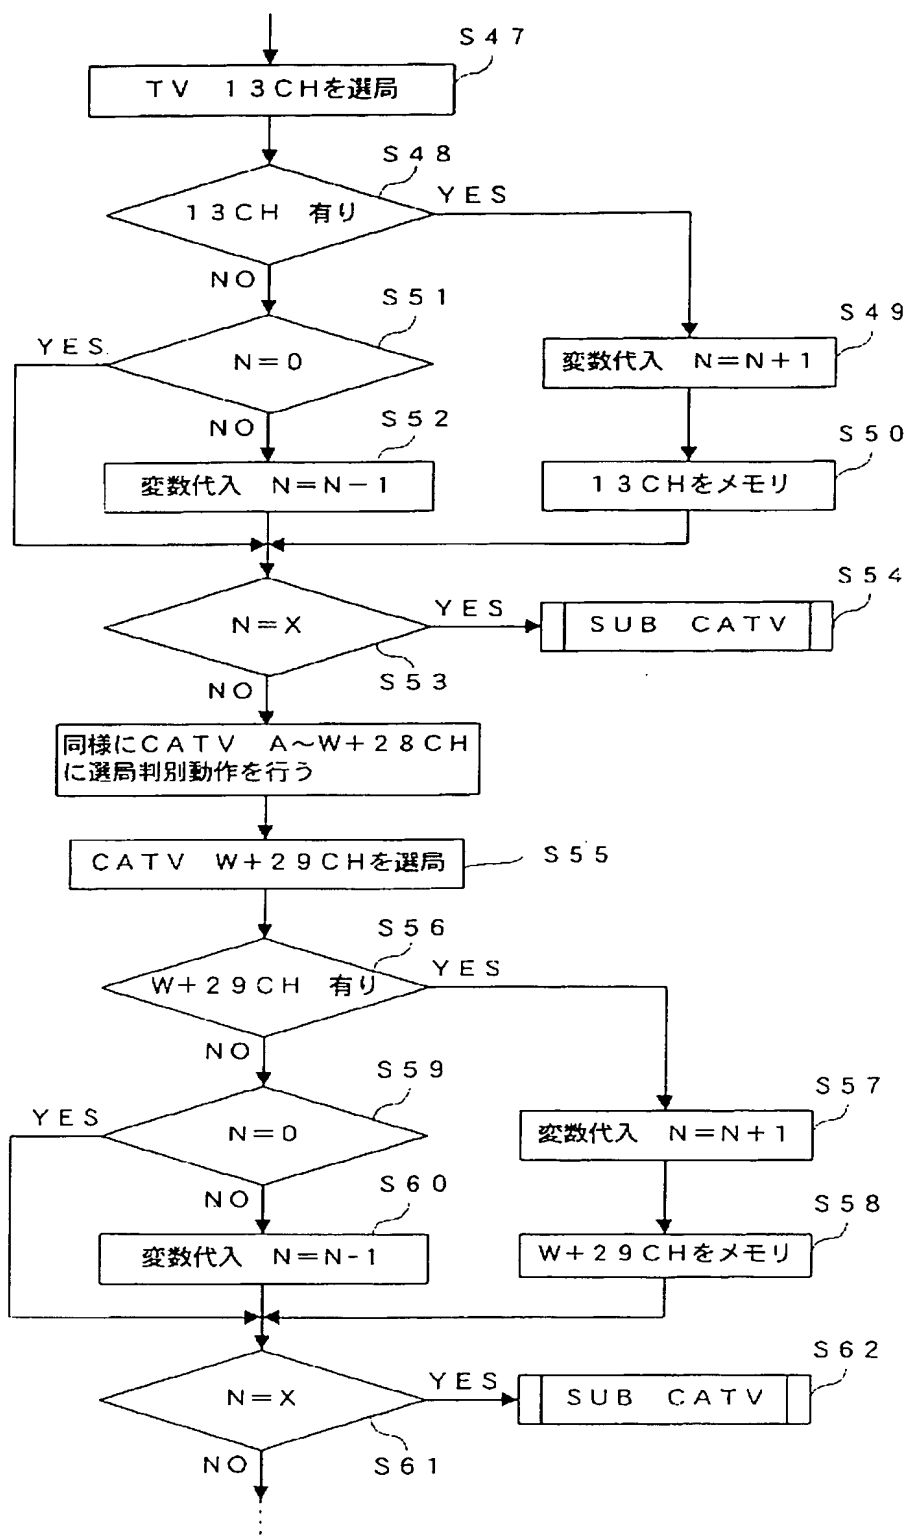 S47
TV 13CHを選局
S48
13CH 有り
YES
NO
S51
S49
YES
N=0
変数代入 N=N+1
NO
S52
S50
変数代入 N=N-1
13CHをメモリ
S54
N=X
YES
SUB CATV
S53
NO
同様にCATV A~W+28CH
に選局判別動作を行う
S55
CATV W+29CHを選局
S56
W+29CH 有り
YES
NO
S59
S57
YES
N=0
変数代入 N=N+1
NO
S60
S58
変数代入 N=N-1
W+29CHをメモリ
S62
N=X
YES
SUB CATV
S61
NO